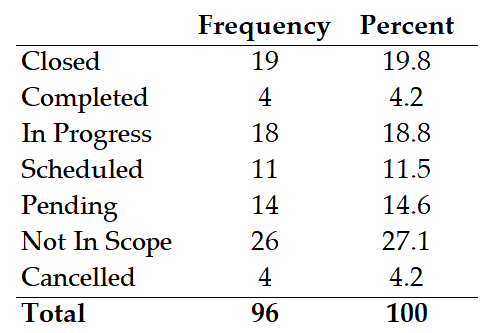 Frequency Percent
Closed 19 19.8
Completed 4 4.2
In Progress 18 18.8
Scheduled 11 11.5
Pending 14 14.6
Not In Scope 26 27.1
Cancelled 4 4.2
Total 96 100